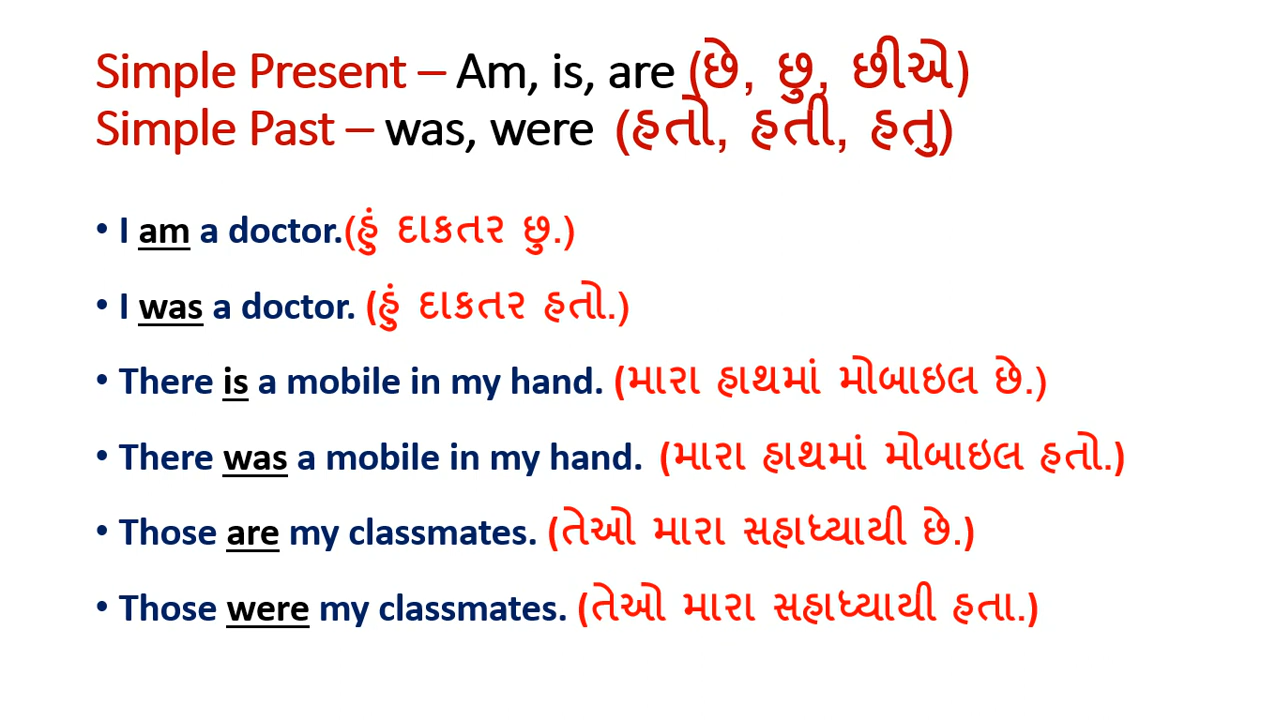 Simple Present – Am, is, are (છે, છુ, છીએ)
Simple Past – was, were (હતો, હતી, હતુ)
• I am a doctor.(હું દાકતર છુ.)
• I was a doctor. (હું દાકતર હતો.)
• There is a mobile in my hand. (મારા હાથમાં મોબાઇલ છે.)
• There was a mobile in my hand. (મારા હાથમાં મોબાઇલ હતો.)
• Those are my classmates. (તેઓ મારા સહાધ્યાયી છે.)
• Those were my classmates. (તેઓ મારા સહાધ્યાયી હતા.)